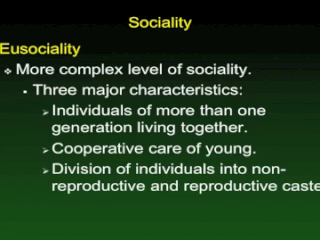 Sociality
Eusociality
More complex level of sociality.
Three major characteristics:
Individuals of more than one
generation living together.
Cooperative care of young.
Division of individuals into non-
reproductive and reproductive caste